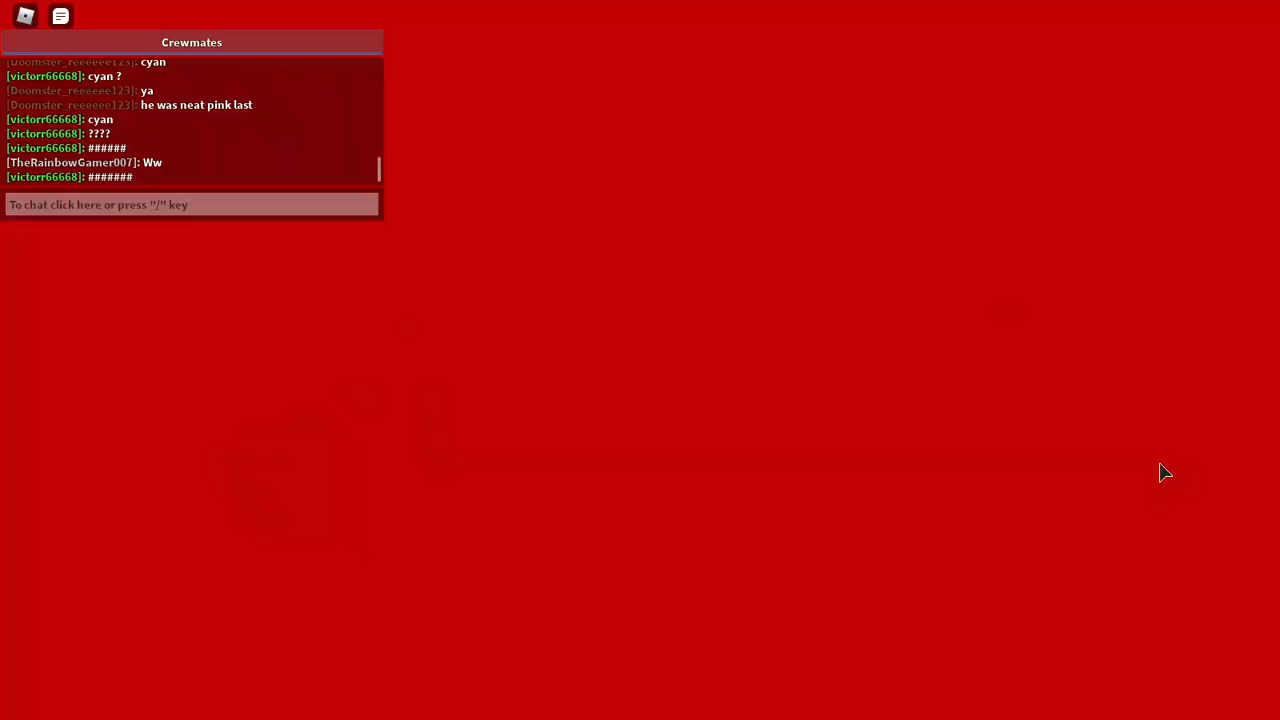 Crewmates
[Doomster_reeeeee123]: cyan
[victorr66668]: cyan ?
[Doomster_reeeeee123]: ya
[Doomster_reeeeee123]: he was neat pink last
[victorr66668]: cyan
[victorr66668]: ????
[victorr66668]: ######
[TheRainbowGamer007]: Ww
[victorr66668]: #######
To chat click here or press "/" key